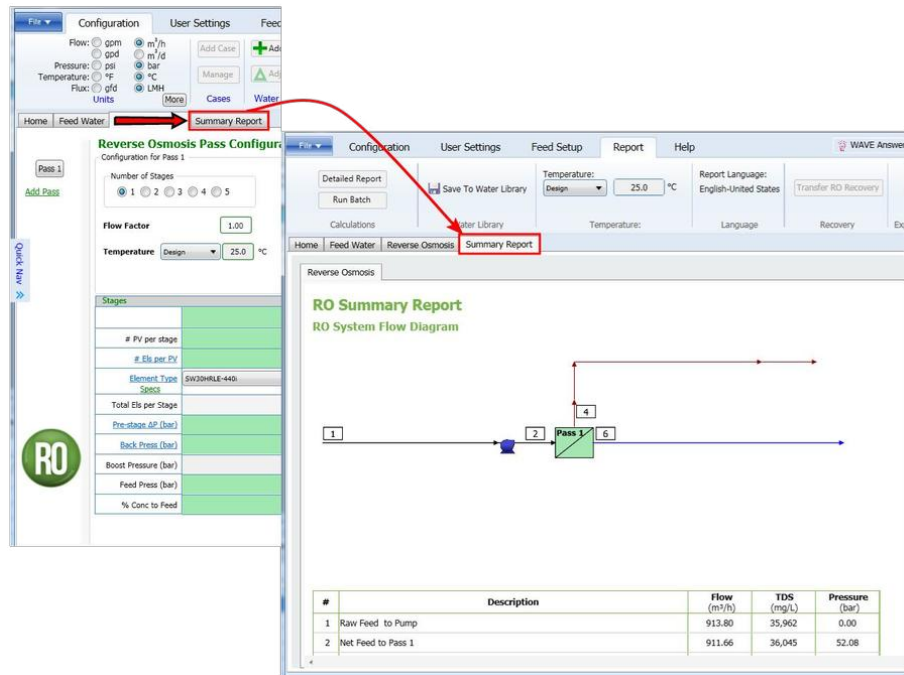 File
Configuration
User Settings
Feed
Flow:
gpm
m³/h
gpd
m³/d
Pressure:
psi
bar
Temperature:
°F
°C
Flux:
gfd
LMH
Units
More
Add Case
Manage
Cases
Water
Home
Feed Water
Summary Report
Pass 1
Add Pass
Quick Nav
Reverse Osmosis Pass Configura
Configuration for Pass 1
Number of Stages
1 2 3 4 5
Flow Factor
1.00
Temperature
Design
25.0
°C
Stages
# PV per stage
# Els per PV
Element Type
SW30HRLE-440i
Specs
Total Els per Stage
Pre-stage ΔP (bar)
Back Press (bar)
Boost Pressure (bar)
Feed Press (bar)
% Conc to Feed
RO
File
Configuration
User Settings
Feed Setup
Report
Help
WAVE Answer
Detailed Report
Run Batch
Calculations
Save To Water Library
Water Library
Temperature:
Design
25.0
°C
Temperature:
Report Language:
English-United States
Language
Transfer RO Recovery
Recovery
Home
Feed Water
Reverse Osmosis
Summary Report
Reverse Osmosis
RO Summary Report
RO System Flow Diagram
4
1
2
Pass 1
6
# Description Flow (m³/h) TDS (mg/L) Pressure (bar)
1 Raw Feed to Pump 913.80 35,962 0.00
2 Net Feed to Pass 1 911.66 36,045 52.08